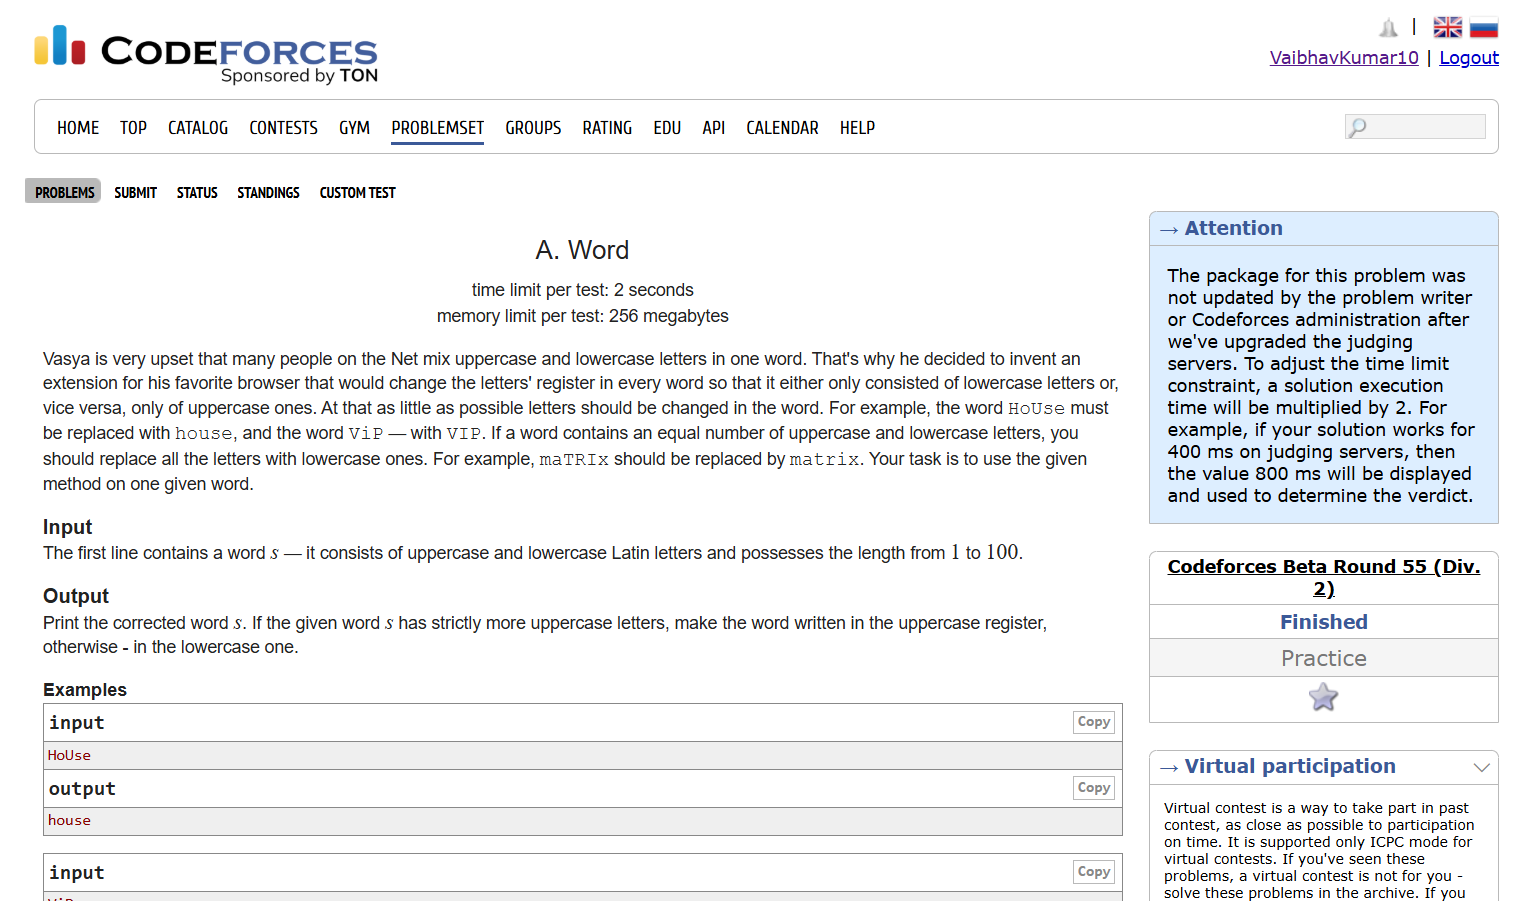 CODEFORCES
Sponsored by TON
|
VaibhavKumar10 | Logout
HOME TOP CATALOG CONTESTS GYM PROBLEMSET GROUPS RATING EDU API CALENDAR HELP
PROBLEMS SUBMIT STATUS STANDINGS CUSTOM TEST
A. Word
time limit per test: 2 seconds
memory limit per test: 256 megabytes
Vasya is very upset that many people on the Net mix uppercase and lowercase letters in one word. That's why he decided to invent an
extension for his favorite browser that would change the letters' register in every word so that it either only consisted of lowercase letters or,
vice versa, only of uppercase ones. At that as little as possible letters should be changed in the word. For example, the word HoUse must
be replaced with house, and the word ViP — with VIP. If a word contains an equal number of uppercase and lowercase letters, you
should replace all the letters with lowercase ones. For example, maTRIx should be replaced by matrix. Your task is to use the given
method on one given word.
Input
The first line contains a word s — it consists of uppercase and lowercase Latin letters and possesses the length from 1 to 100.
Output
Print the corrected word s. If the given word s has strictly more uppercase letters, make the word written in the uppercase register,
otherwise - in the lowercase one.
Examples
input Copy
HoUse
output Copy
house
input Copy
ViP
→ Attention
The package for this problem was
not updated by the problem writer
or Codeforces administration after
we've upgraded the judging
servers. To adjust the time limit
constraint, a solution execution
time will be multiplied by 2. For
example, if your solution works for
400 ms on judging servers, then
the value 800 ms will be displayed
and used to determine the verdict.
Codeforces Beta Round 55 (Div.
2)
Finished
Practice
→ Virtual participation
Virtual contest is a way to take part in past
contest, as close as possible to participation
on time. It is supported only ICPC mode for
virtual contests. If you've seen these
problems, a virtual contest is not for you -
solve these problems in the archive. If you